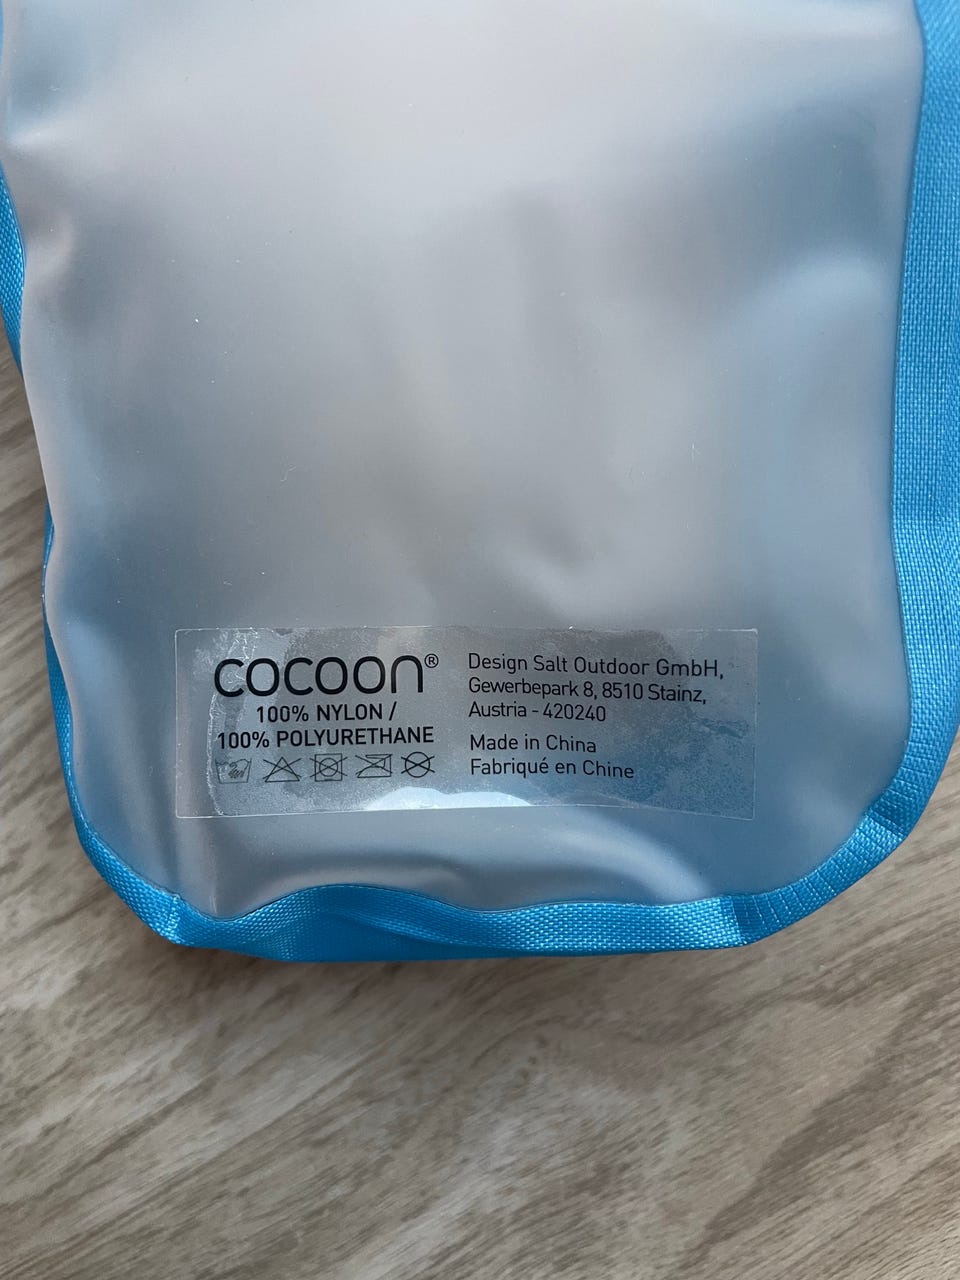 COCOON®
100% NYLON /
100% POLYURETHANE
Design Salt Outdoor GmbH,
Gewerbepark 8, 8510 Stainz,
Austria - 420240
Made in China
Fabriqué en Chine